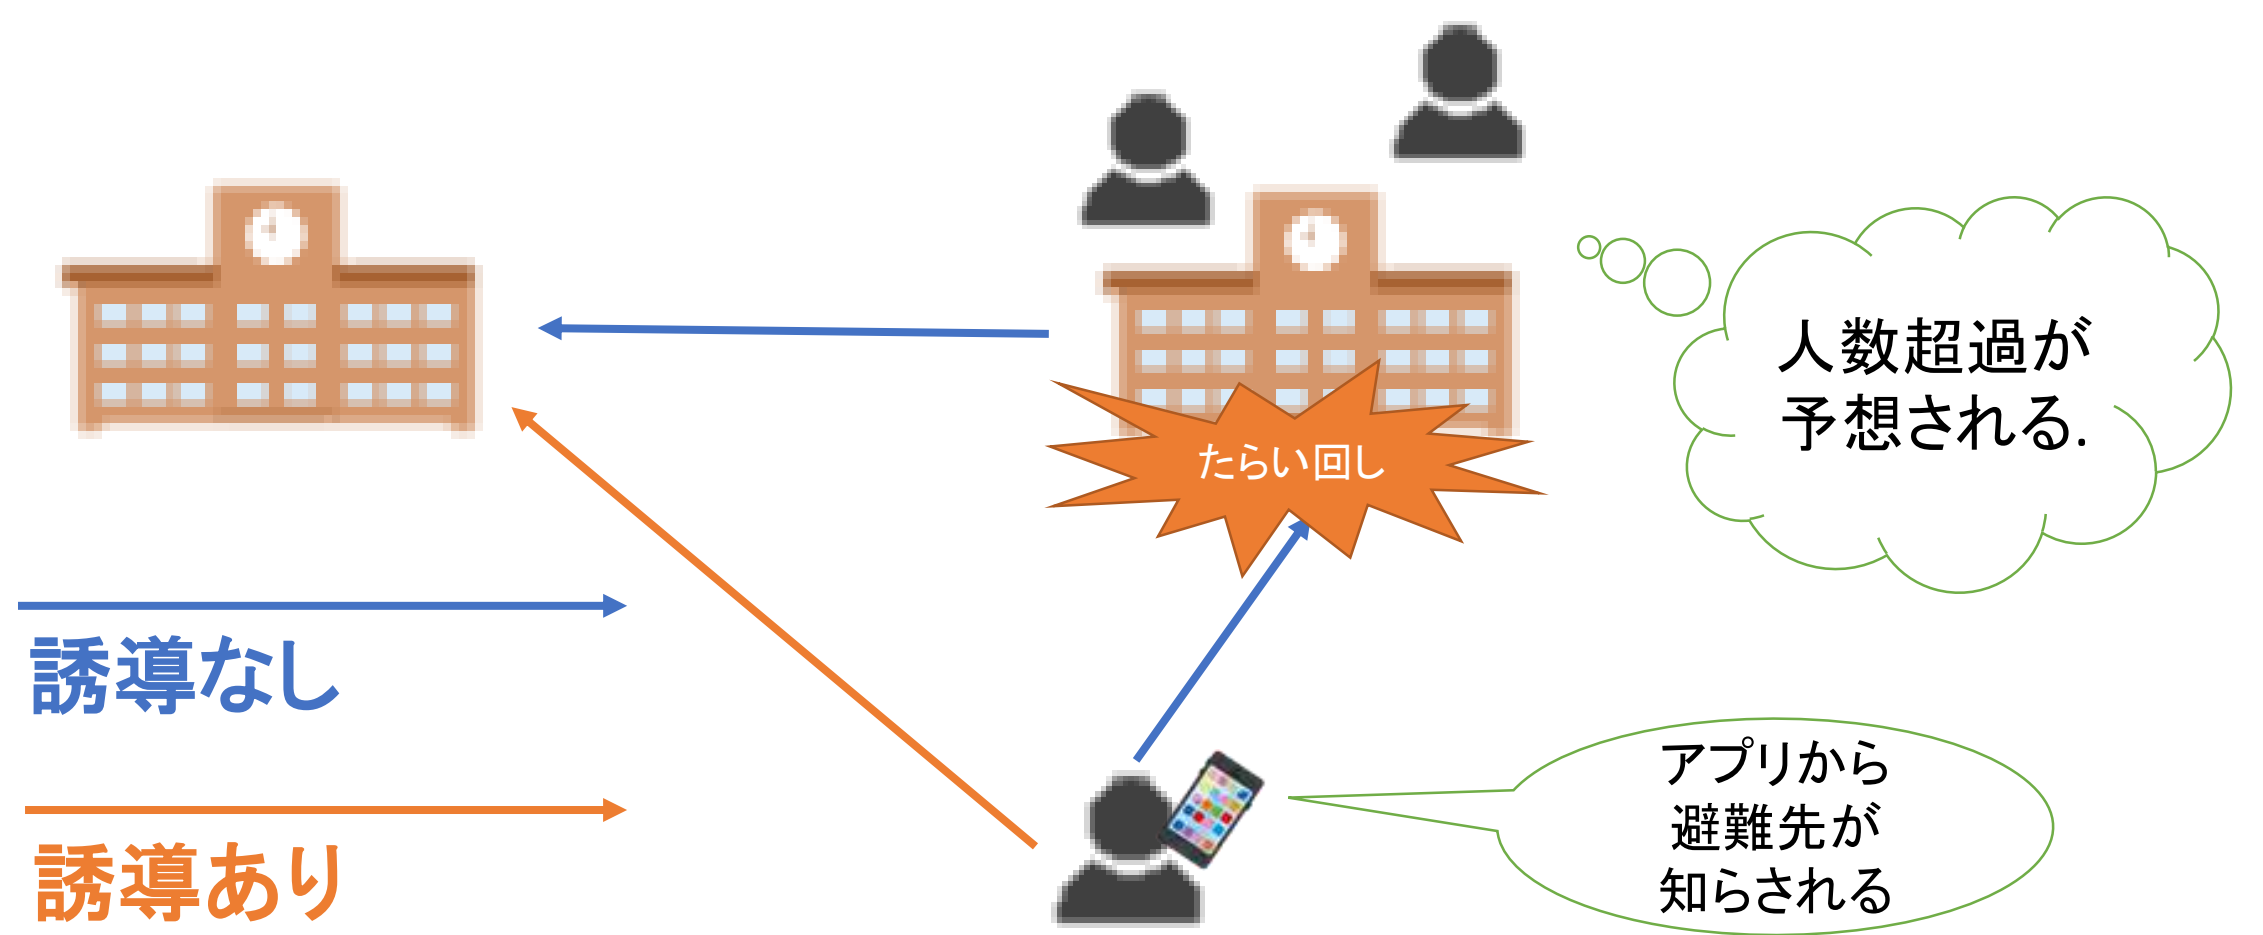 人数超過が
予想される.
たらい回し
誘導なし
誘導あり
アプリから
避難先が
知らされる